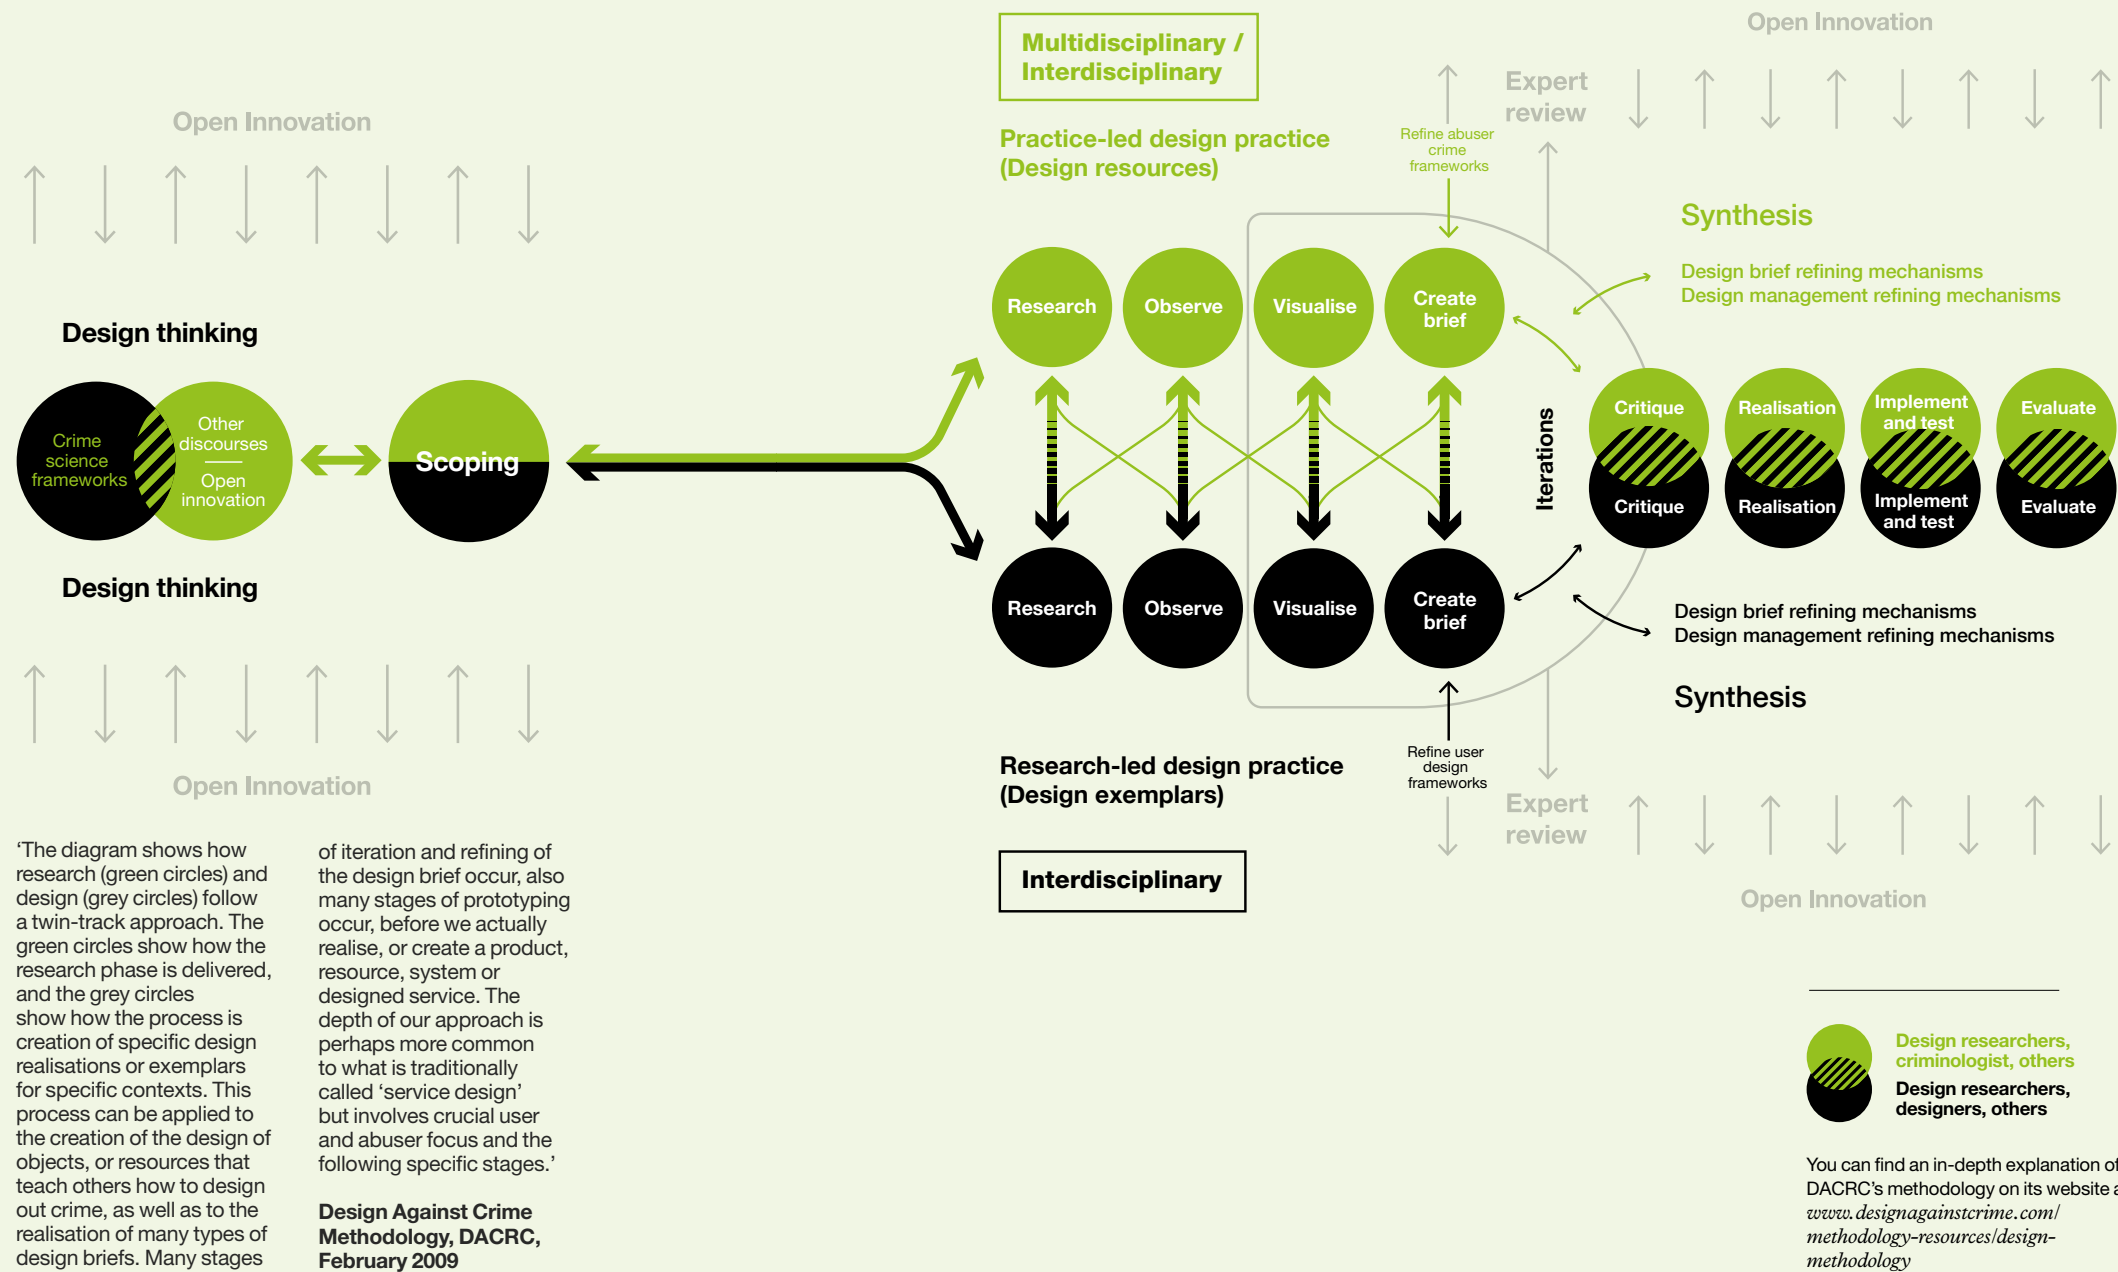 Open Innovation
Design thinking
Crime
science
frameworks
Other
discourses
Open
innovation
Scoping
Design thinking
Open Innovation
Multidisciplinary /
Interdisciplinary
Practice-led design practice
(Design resources)
Refine abuser
crime
frameworks
Expert
review
Open Innovation
Synthesis
Design brief refining mechanisms
Design management refining mechanisms
Research
Observe
Visualise
Create
brief
Iterations
Critique
Realisation
Implement
and test
Evaluate
Critique
Realisation
Implement
and test
Evaluate
Research
Observe
Visualise
Create
brief
Design brief refining mechanisms
Design management refining mechanisms
Synthesis
Research-led design practice
(Design exemplars)
Refine user
design
frameworks
Expert
review
Interdisciplinary
Open Innovation
‘The diagram shows how
research (green circles) and
design (grey circles) follow
a twin-track approach. The
green circles show how the
research phase is delivered,
and the grey circles
show how the process is
creation of specific design
realisations or exemplars
for specific contexts. This
process can be applied to
the creation of the design of
objects, or resources that
teach others how to design
out crime, as well as to the
realisation of many types of
design briefs. Many stages
of iteration and refining of
the design brief occur, also
many stages of prototyping
occur, before we actually
realise, or create a product,
resource, system or
designed service. The
depth of our approach is
perhaps more common
to what is traditionally
called ‘service design’
but involves crucial user
and abuser focus and the
following specific stages.’
Design Against Crime
Methodology, DACRC,
February 2009
Design researchers,
criminologist, others
Design researchers,
designers, others
You can find an in-depth explanation of
DACRC’s methodology on its website a
www.designagainstcrime.com/
methodology-resources/design-
methodology